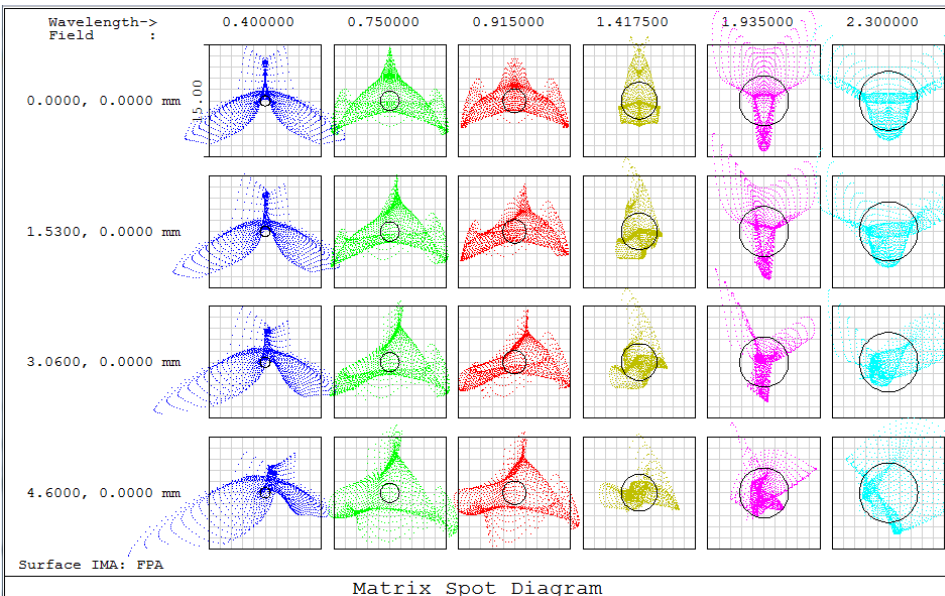 Wavelength-> 0.400000 0.750000 0.915000 1.417500 1.935000 2.300000
Field :
0.0000, 0.0000 mm
15.00
1.5300, 0.0000 mm
3.0600, 0.0000 mm
4.6000, 0.0000 mm
Surface IMA: FPA
Matrix Spot Diagram